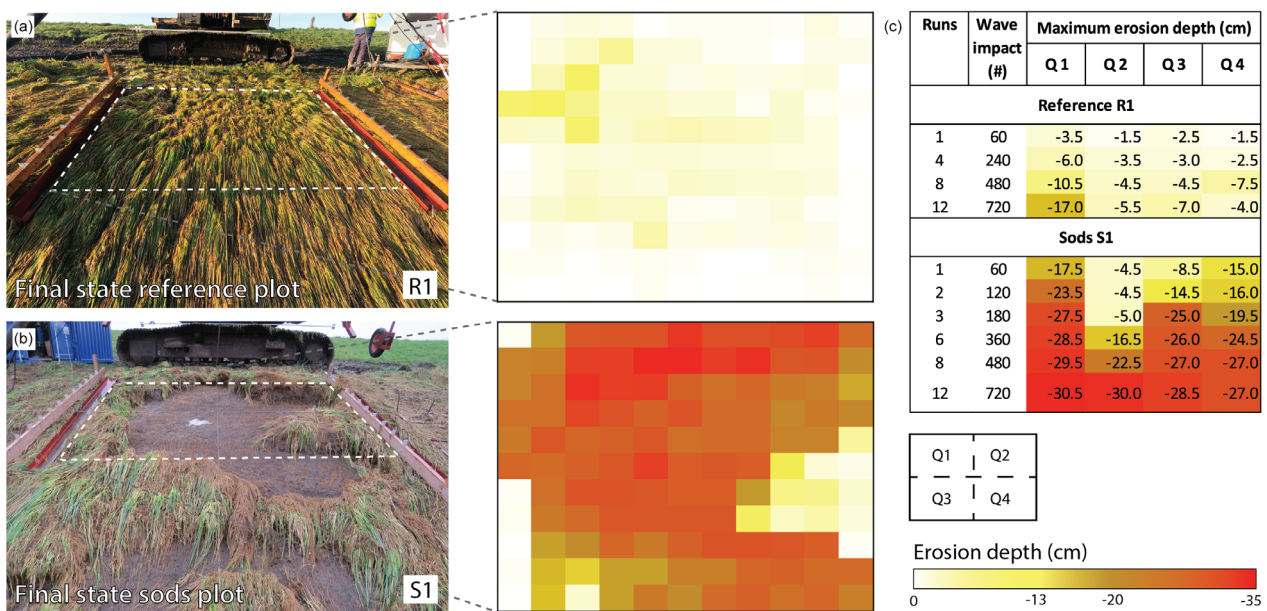 (a)
R1
Final state reference plot
(b)
S1
Final state sods plot
(c)
Runs Wave impact (#) Maximum erosion depth (cm)
Q 1 Q 2 Q 3 Q 4
Reference R1
1 60 -3.5 -1.5 -2.5 -1.5
4 240 -6.0 -3.5 -3.0 -2.5
8 480 -10.5 -4.5 -4.5 -7.5
12 720 -17.0 -5.5 -7.0 -4.0
Sods S1
1 60 -17.5 -4.5 -8.5 -15.0
2 120 -23.5 -4.5 -14.5 -16.0
3 180 -27.5 -5.0 -25.0 -19.5
6 360 -28.5 -16.5 -26.0 -24.5
8 480 -29.5 -22.5 -27.0 -27.0
12 720 -30.5 -30.0 -28.5 -27.0
Q1 Q2
Q3 Q4
Erosion depth (cm)
0 -13 -20 -35